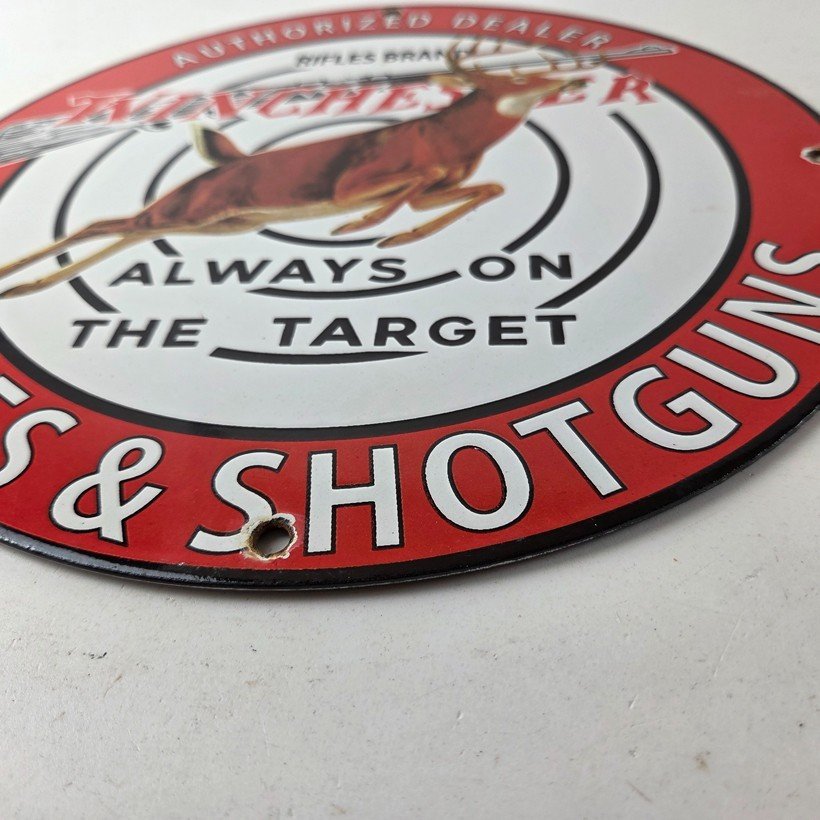 AUTHORIZED DEALER
RIFLES BRAND
WINCHESTER
ALWAYS ON
THE TARGET
& SHOTGUNS